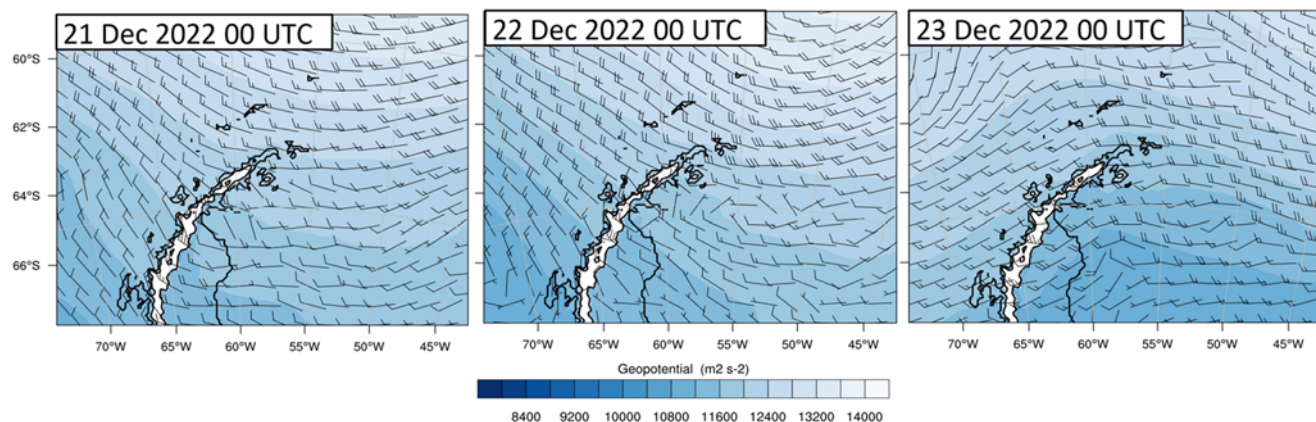 21 Dec 2022 00 UTC
22 Dec 2022 00 UTC
23 Dec 2022 00 UTC
60°S
62°S
64°S
66°S
70°W 65°W 60°W 55°W 50°W 45°W
70°W 65°W 60°W 55°W 50°W 45°W
70°W 65°W 60°W 55°W 50°W 45°W
Geopotential (m2 s-2)
8400 9200 10000 10800 11600 12400 13200 14000